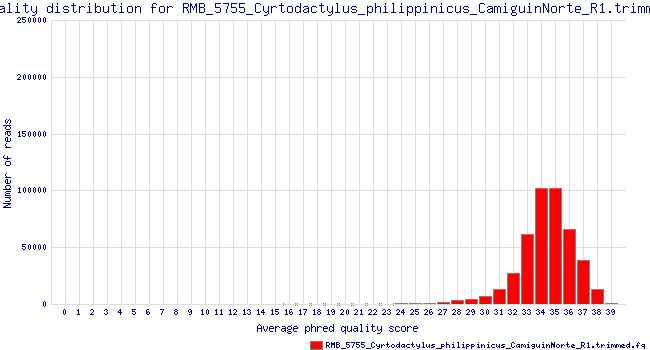 ality distribution for RMB_5755_Cyrtodactylus_philippinicus_CamiguinNorte_R1.trimm
250000
200000
150000
100000
50000
0
Number of reads
0 1 2 3 4 5 6 7 8 9 10 11 12 13 14 15 16 17 18 19 20 21 22 23 24 25 26 27 28 29 30 31 32 33 34 35 36 37 38 39
Average phred quality score
RMB_5755_Cyrtodactylus_philippinicus_CamiguinNorte_R1.trimmed.fq